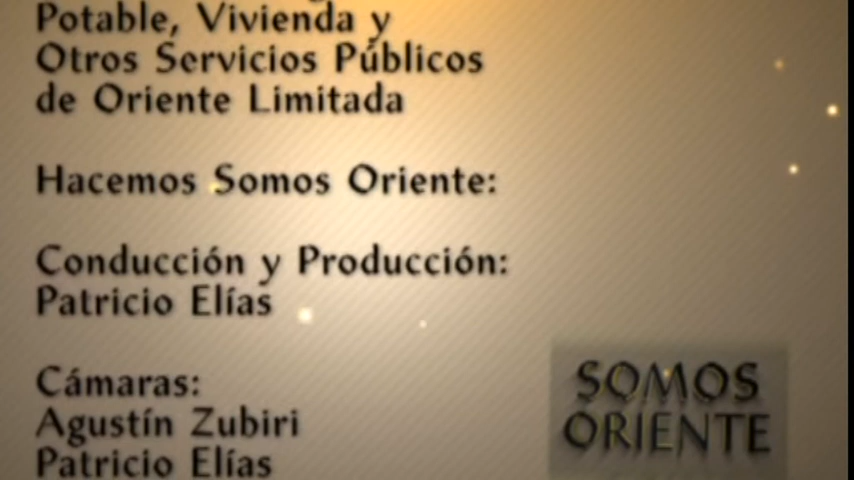 Potable, Vivienda y
Otros Servicios Públicos
de Oriente Limitada
Hacemos Somos Oriente:
Conducción y Producción:
Patricio Elías
Cámaras:
Agustín Zubiri
Patricio Elías
SOMOS
ORIENTE